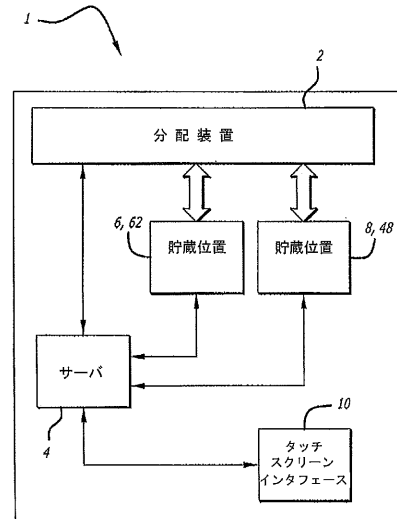 1
2
分配装置
6, 62
貯蔵位置
貯蔵位置
8, 48
サーバ
4
10
タッチ
スクリーン
インタフェース